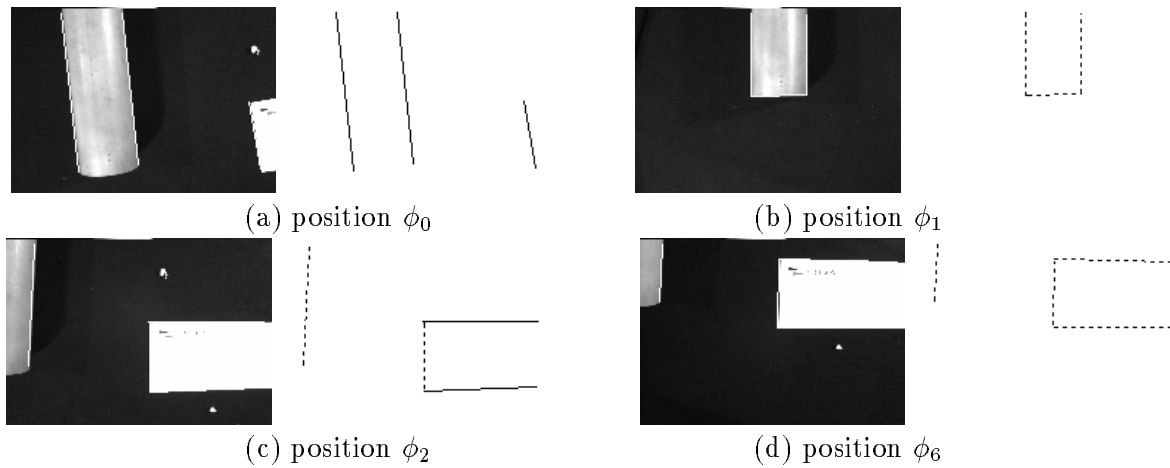 (a) position ϕ₀
(b) position ϕ₁
(c) position ϕ₂
(d) position ϕ₆